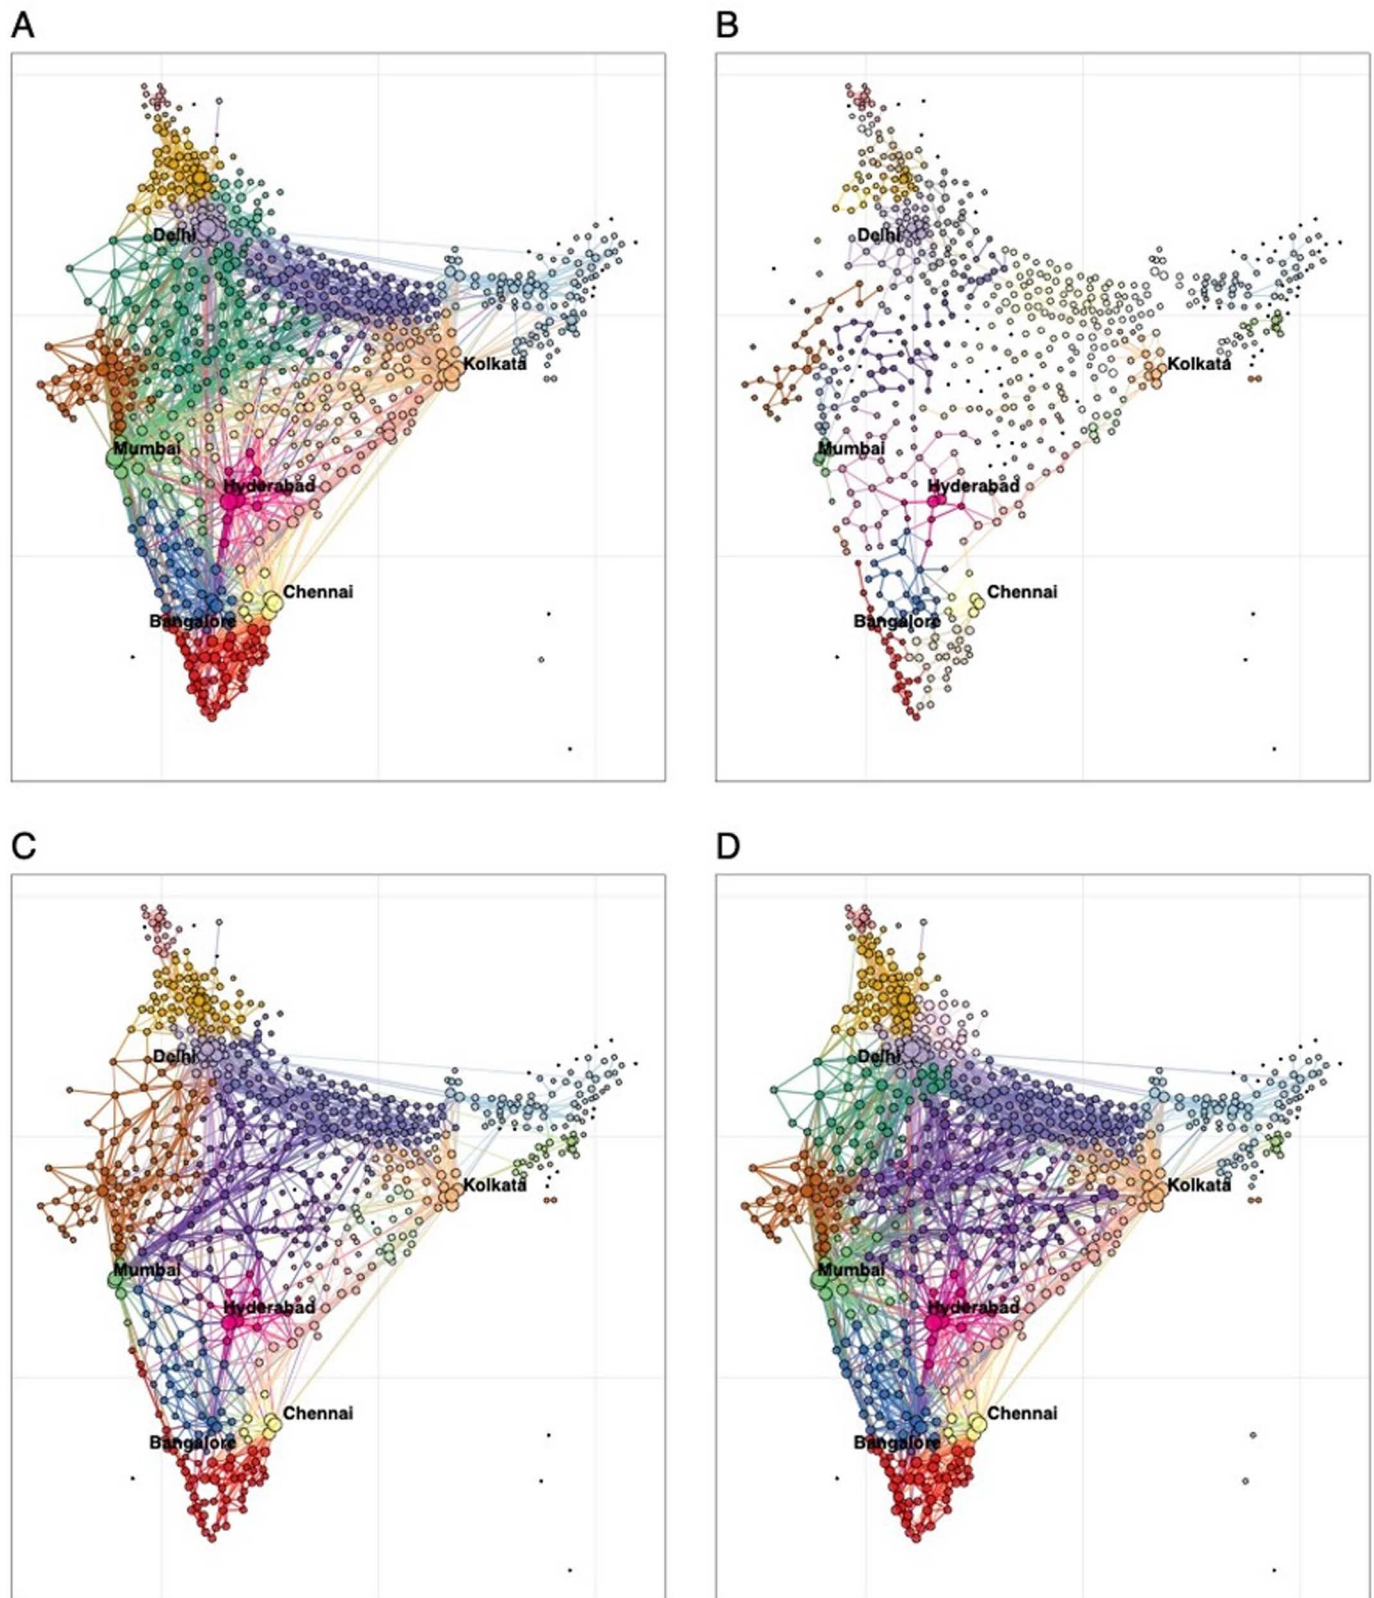 A
Delhi
Kolkata
Mumbai
Hyderabad
Chennai
Bangalore
B
Delhi
Kolkata
Mumbai
Hyderabad
Chennai
Bangalore
C
Delhi
Kolkata
Mumbai
Hyderabad
Chennai
Bangalore
D
Delhi
Kolkata
Mumbai
Hyderabad
Chennai
Bangalore